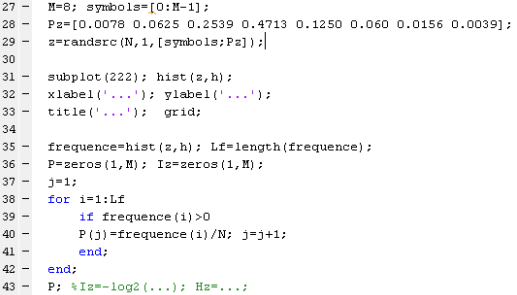 27 - M=8; symbols=[0:M-1];
28 - Pz=[0.0078 0.0625 0.2539 0.4713 0.1250 0.060 0.0156 0.0039];
29 - z=randsrc(N,1,[symbols;Pz]);
30
31 - subplot(222); hist(z,h);
32 - xlabel('...'); ylabel('...');
33 - title('...'); grid;
34
35 - frequence=hist(z,h); Lf=length(frequence);
36 - P=zeros(1,M); Iz=zeros(1,M);
37 - j=1;
38 - for i=1:Lf
39 - if frequence(i)>0
40 - P(j)=frequence(i)/N; j=j+1;
41 - end;
42 - end;
43 - P; %Iz=-log2(...); Hz=...;